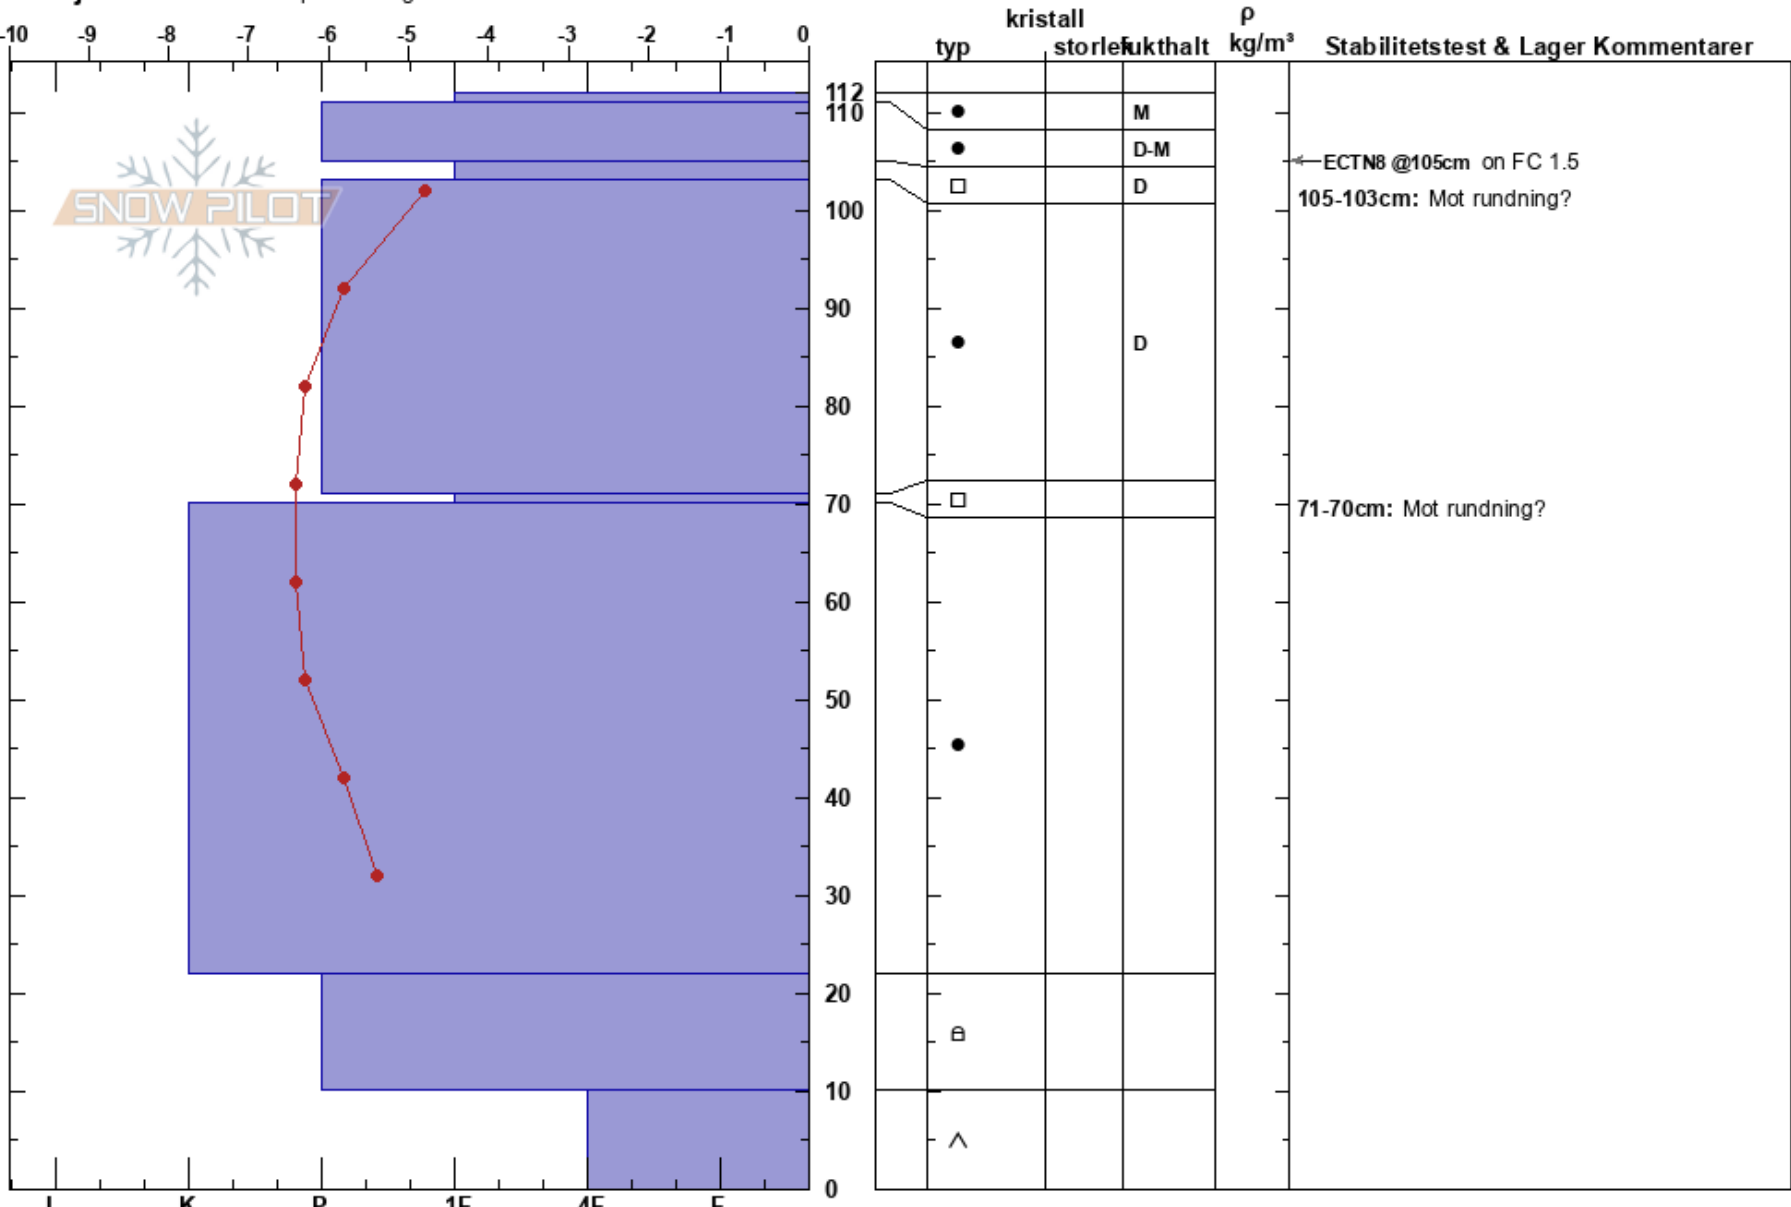 kristall ρ
-10 -9 -8 -7 -6 -5 -4 -3 -2 -1 0 typ storlek fukthalt kg/m³ Stabilitetstest & Lager Kommentarer
112
110 M
D-M
ECTN8 @105cm on FC 1.5
D
105-103cm: Mot rundning?
SNOW PILOT
100
90
D
80
70
71-70cm: Mot rundning?
60
50
40
30
20
10
0
I K P 1F 4F F